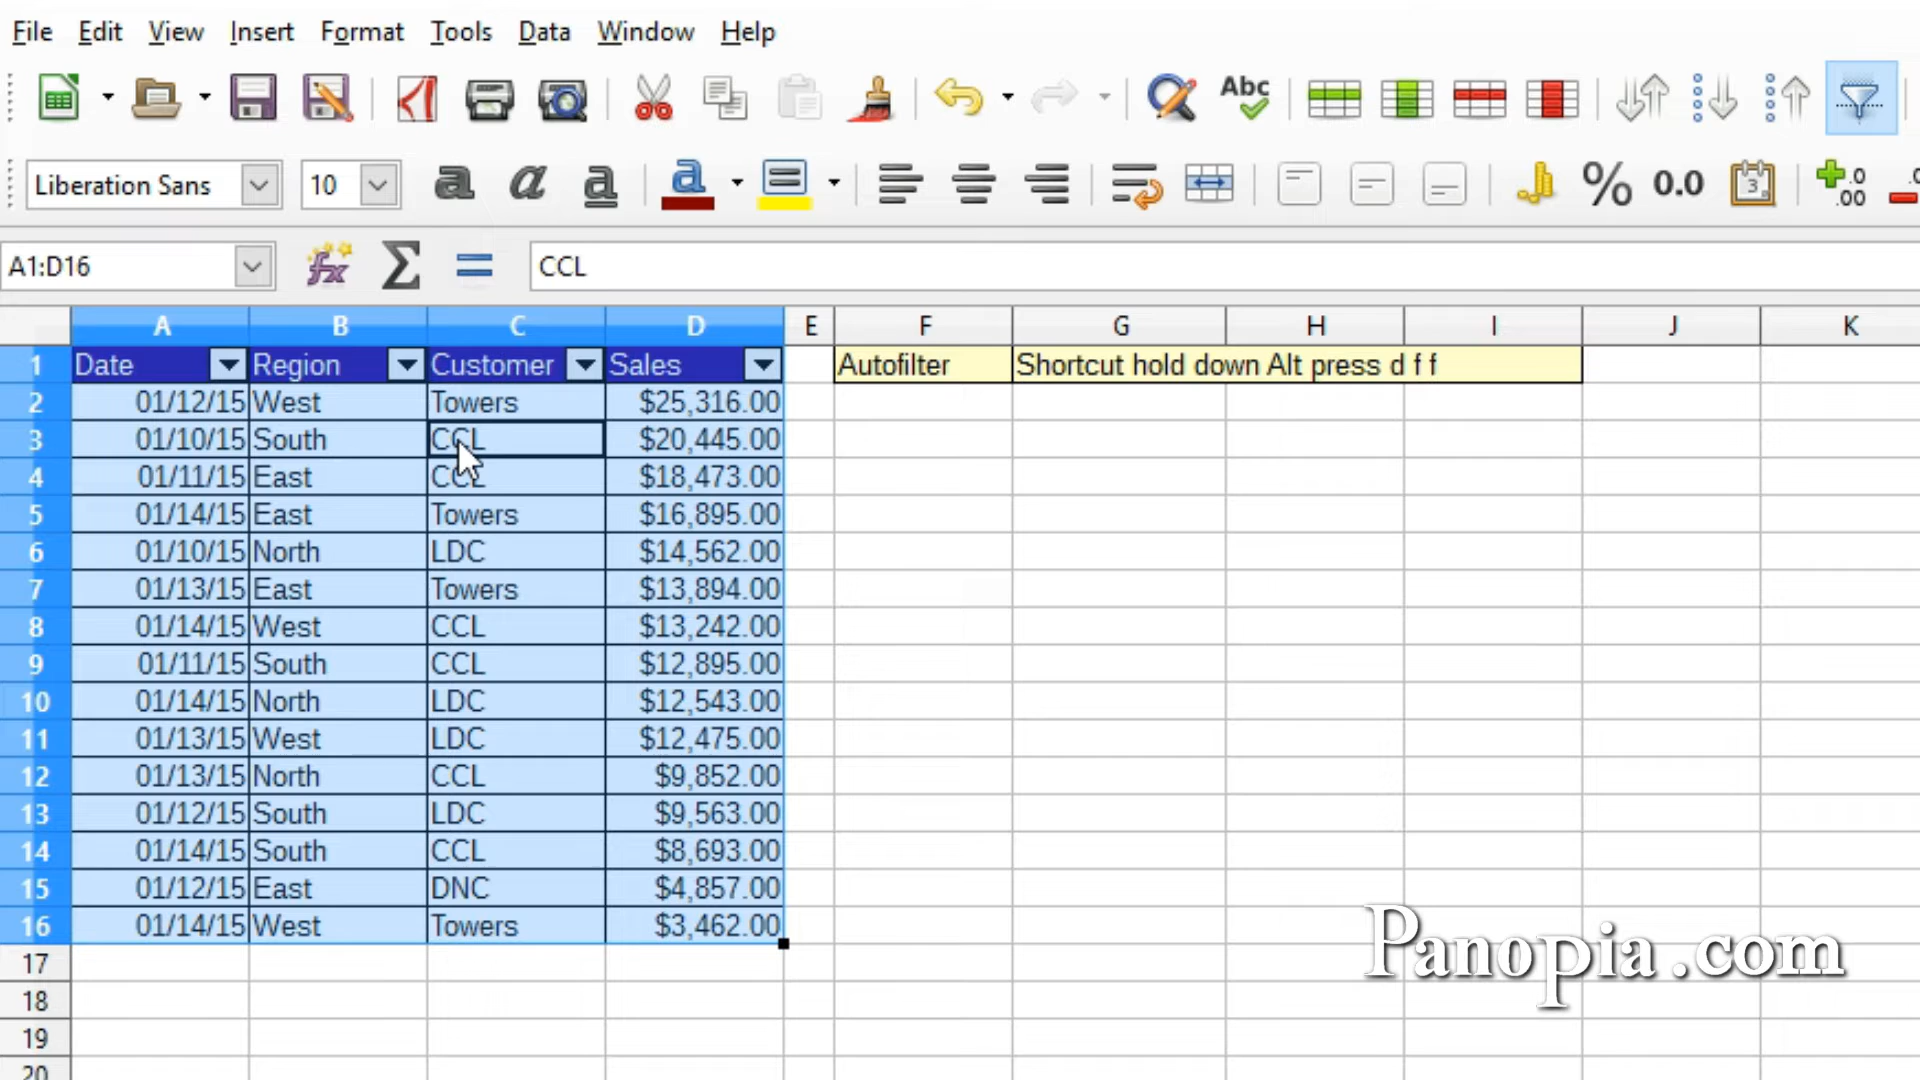 File Edit View Insert Format Tools Data Window Help
Abc
Liberation Sans 10 a a a a % 0.0 3 .0 .00
A1:D16 fx Σ = CCL
A B C D E F G H I J K
1 Date Region Customer Sales Autofilter Shortcut hold down Alt press d f f
2 01/12/15 West Towers $25,316.00
3 01/10/15 South CCL $20,445.00
4 01/11/15 East CCL $18,473.00
5 01/14/15 East Towers $16,895.00
6 01/10/15 North LDC $14,562.00
7 01/13/15 East Towers $13,894.00
8 01/14/15 West CCL $13,242.00
9 01/11/15 South CCL $12,895.00
10 01/14/15 North LDC $12,543.00
11 01/13/15 West LDC $12,475.00
12 01/13/15 North CCL $9,852.00
13 01/12/15 South LDC $9,563.00
14 01/14/15 South CCL $8,693.00
15 01/12/15 East DNC $4,857.00
16 01/14/15 West Towers $3,462.00
Panopia.com
17
18
19
20